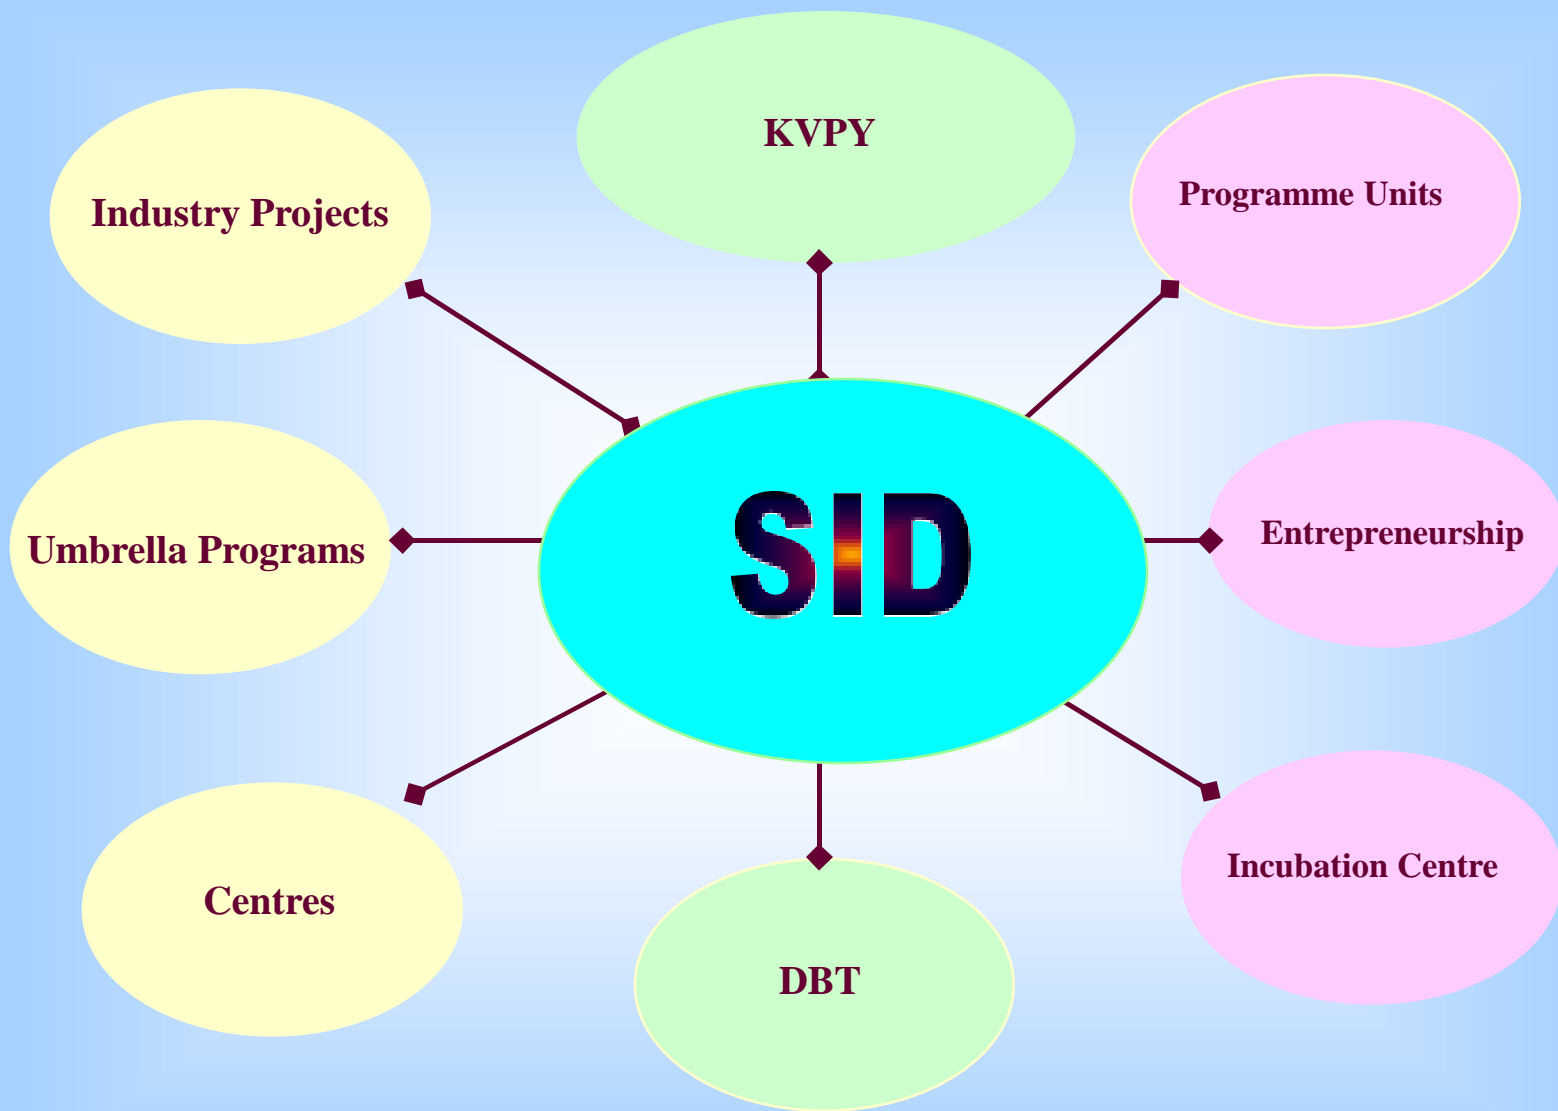 KVPY
Industry Projects
Programme Units
SID
Umbrella Programs
Entrepreneurship
Centres
Incubation Centre
DBT